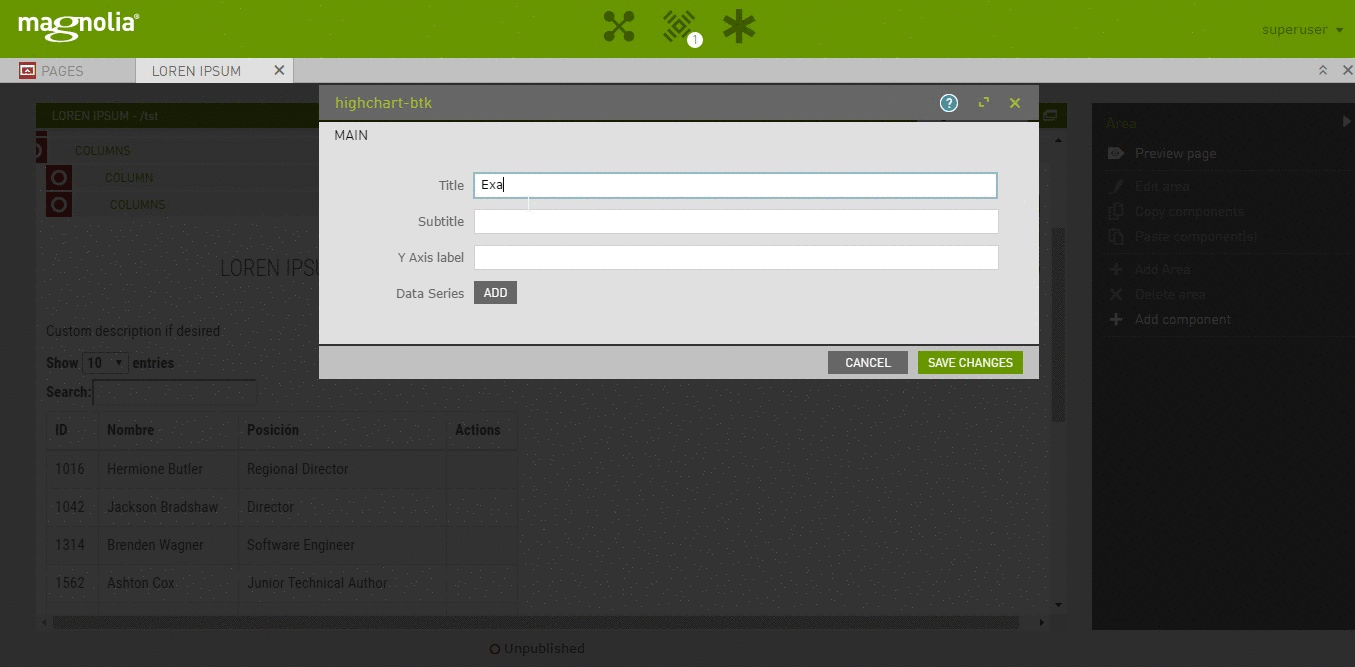 magnolia®
1
superuser
PAGES
LOREN IPSUM
LOREN IPSUM - /tst
COLUMNS
COLUMN
COLUMNS
LOREN IPSU
Custom description if desired
Show 10 entries
Search:
ID Nombre Posición Actions
1016 Hermione Butler Regional Director
1042 Jackson Bradshaw Director
1314 Brenden Wagner Software Engineer
1562 Ashton Cox Junior Technical Author
Unpublished
highchart-btk
?
MAIN
Title Exa
Subtitle
Y Axis label
Data Series ADD
CANCEL SAVE CHANGES
Area
Preview page
Edit area
Copy components
Paste component(s)
Add Area
Delete area
Add component